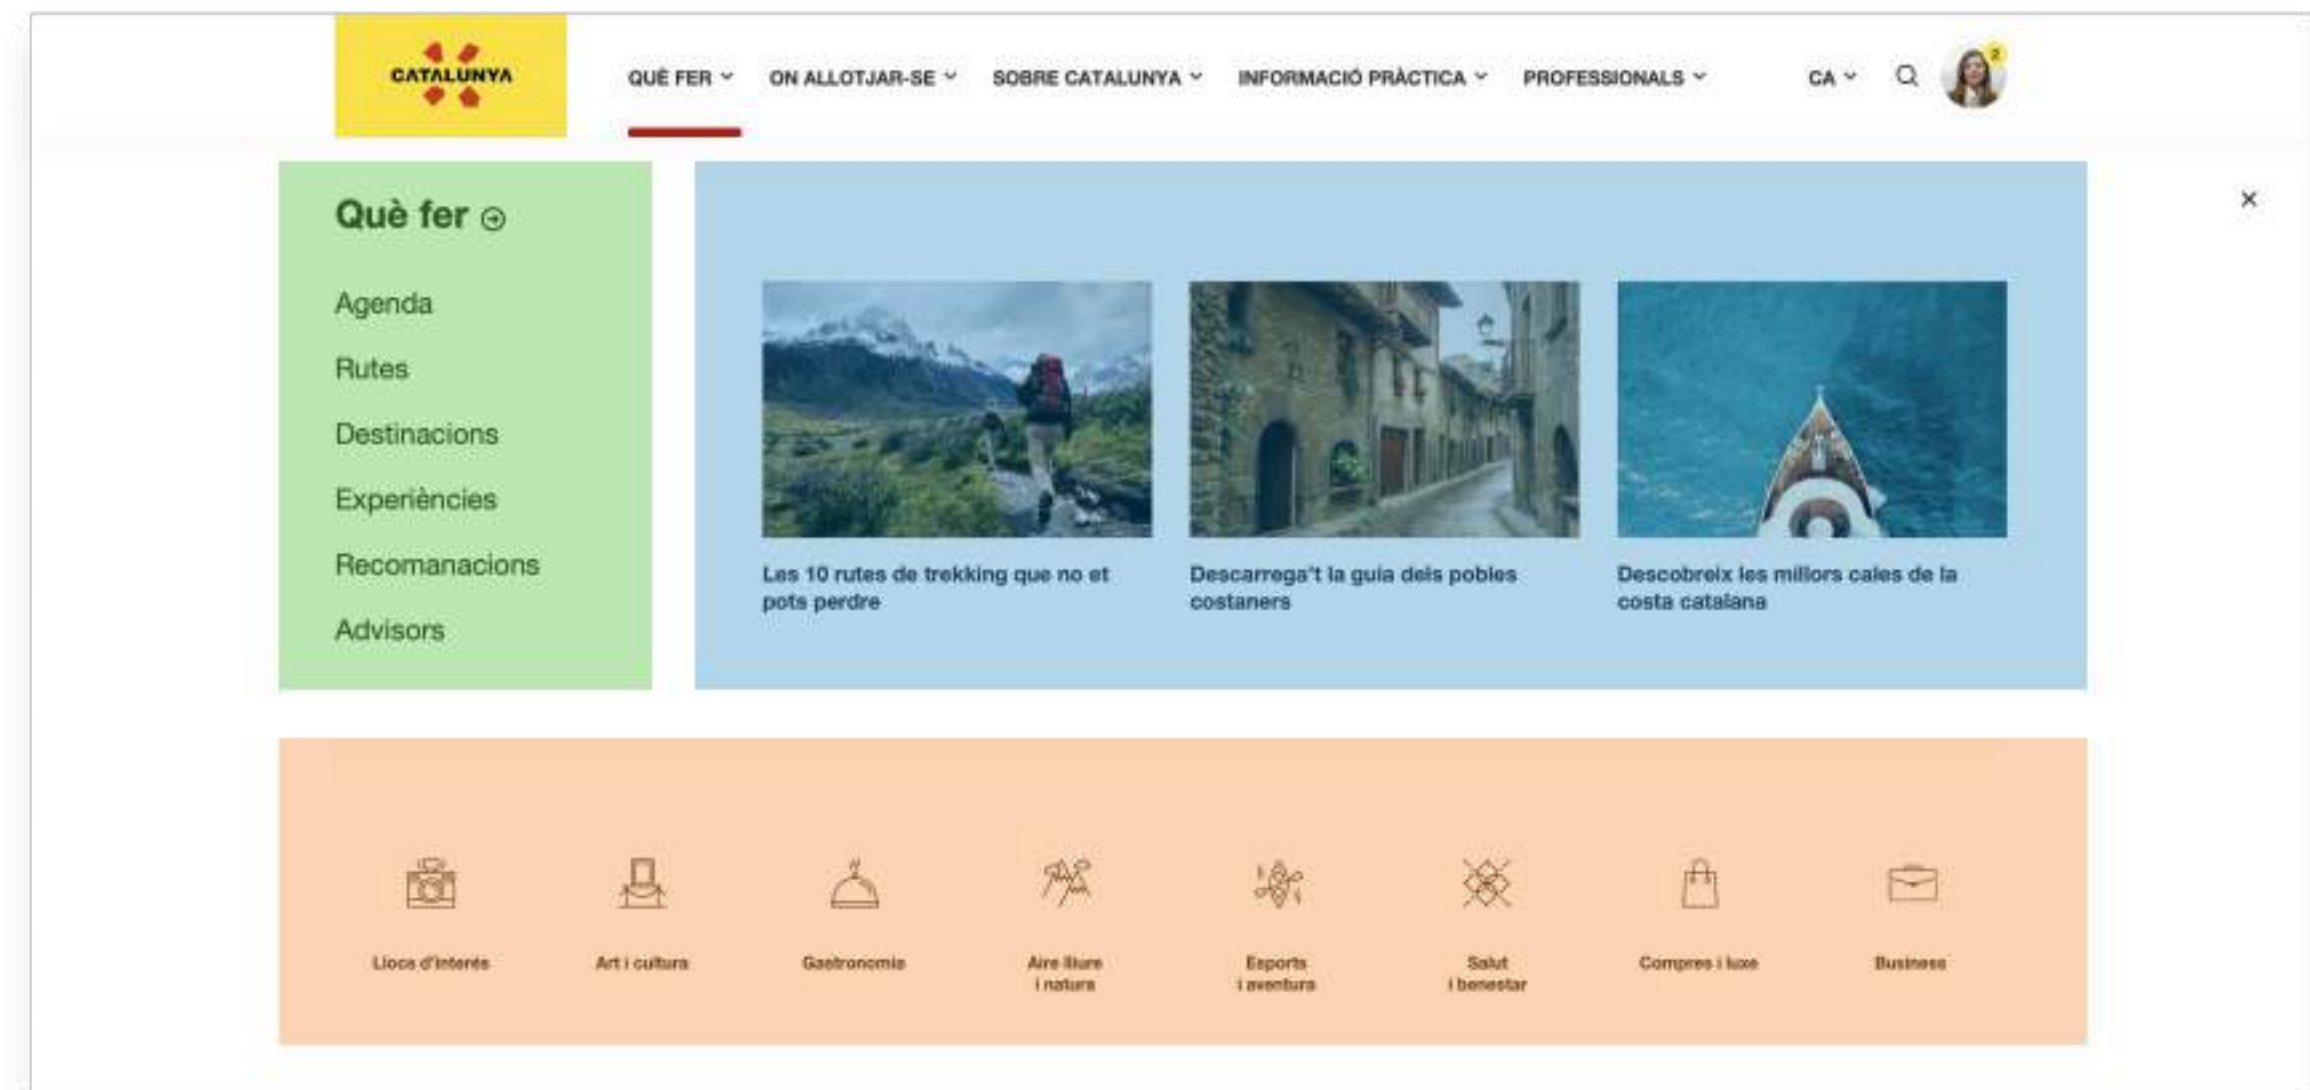 CATALUNYA
QUÈ FER
ON ALLOTJAR-SE
SOBRE CATALUNYA
INFORMACIÓ PRÀCTICA
PROFESSIONALS
CA
2
Què fer
Agenda
Rutes
Destinacions
Experiències
Recomanacions
Advisors
Les 10 rutes de trekking que no et
pots perdre
Descarrega't la guia dels pobles
costaners
Descobreix les millors cales de la
costa catalana
Llocs d'interés
Art i cultura
Gastronomia
Aire lliure
i natura
Esports
i aventura
Salut
i benestar
Compres i luxe
Business